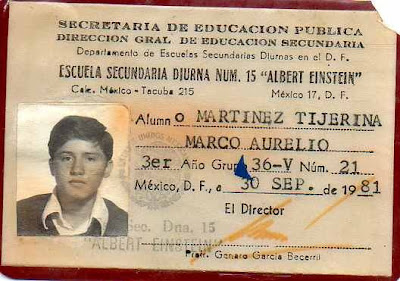 SECRETARIA DE EDUCACION PUBLICA
DIRECCION GRAL DE EDUCACION SECUNDARIA
Departamento de Escuelas Secundarias Diurnas en el D. F.
ESCUELA SECUNDARIA DIURNA NUM. 15 "ALBERT EINSTEIN"
Calz. México - Tacuba 215 México 17, D. F.
Alumno MARTINEZ TIJERINA
MARCO AURELIO
3er Año Grupo 36-V Núm. 21
México, D. F., a 30 SEP. de 1981
El Director
Sec. Dna. 15
"ALBERT EINSTEIN"
Profr. Genaro García Becerril